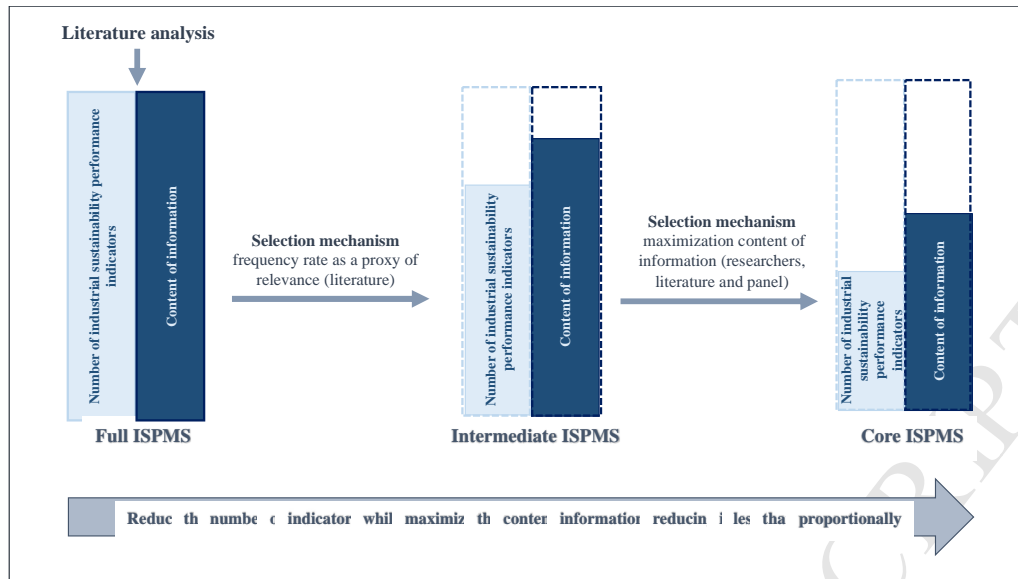 Literature analysis
Number of industrial sustainability performance
indicators
Content of information
Full ISPMS
Selection mechanism
frequency rate as a proxy of
relevance (literature)
Number of industrial sustainability
performance indicators
Content of information
Intermediate ISPMS
Selection mechanism
maximization content of
information (researchers,
literature and panel)
Number of industrial
sustainability
performance
indicators
Content of information
Core ISPMS
Reduc th numbe o indicator whil maximiz th conten information reducin i les tha proportionally
CRIPT